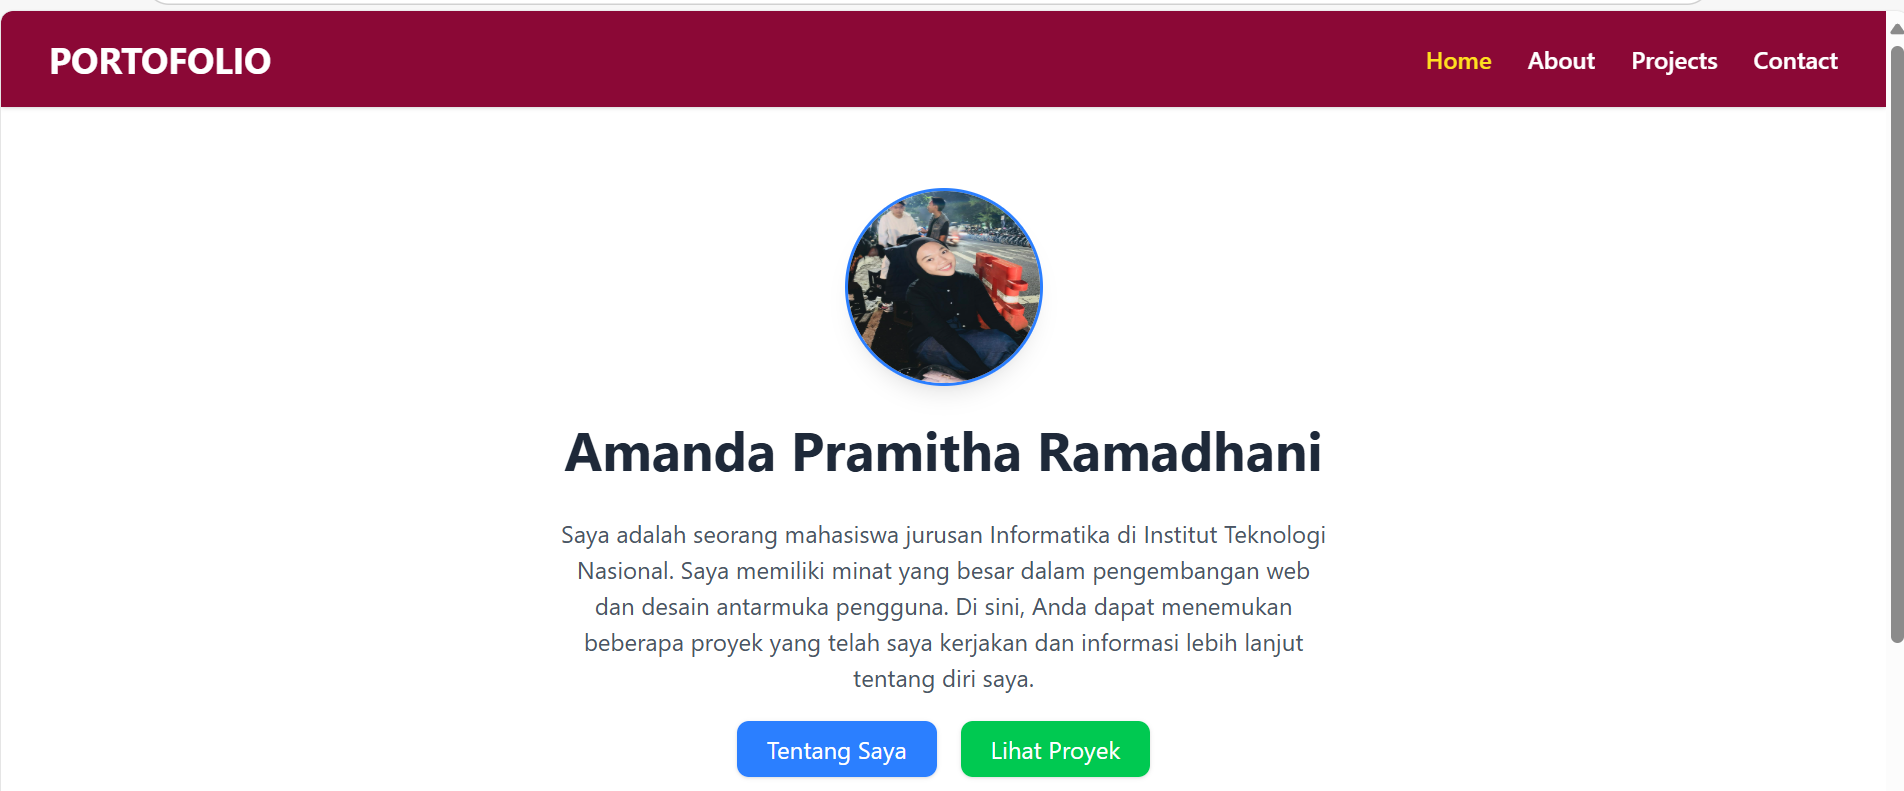 PORTOFOLIO
Home About Projects Contact
Amanda Pramitha Ramadhani
Saya adalah seorang mahasiswa jurusan Informatika di Institut Teknologi
Nasional. Saya memiliki minat yang besar dalam pengembangan web
dan desain antarmuka pengguna. Di sini, Anda dapat menemukan
beberapa proyek yang telah saya kerjakan dan informasi lebih lanjut
tentang diri saya.
Tentang Saya
Lihat Proyek